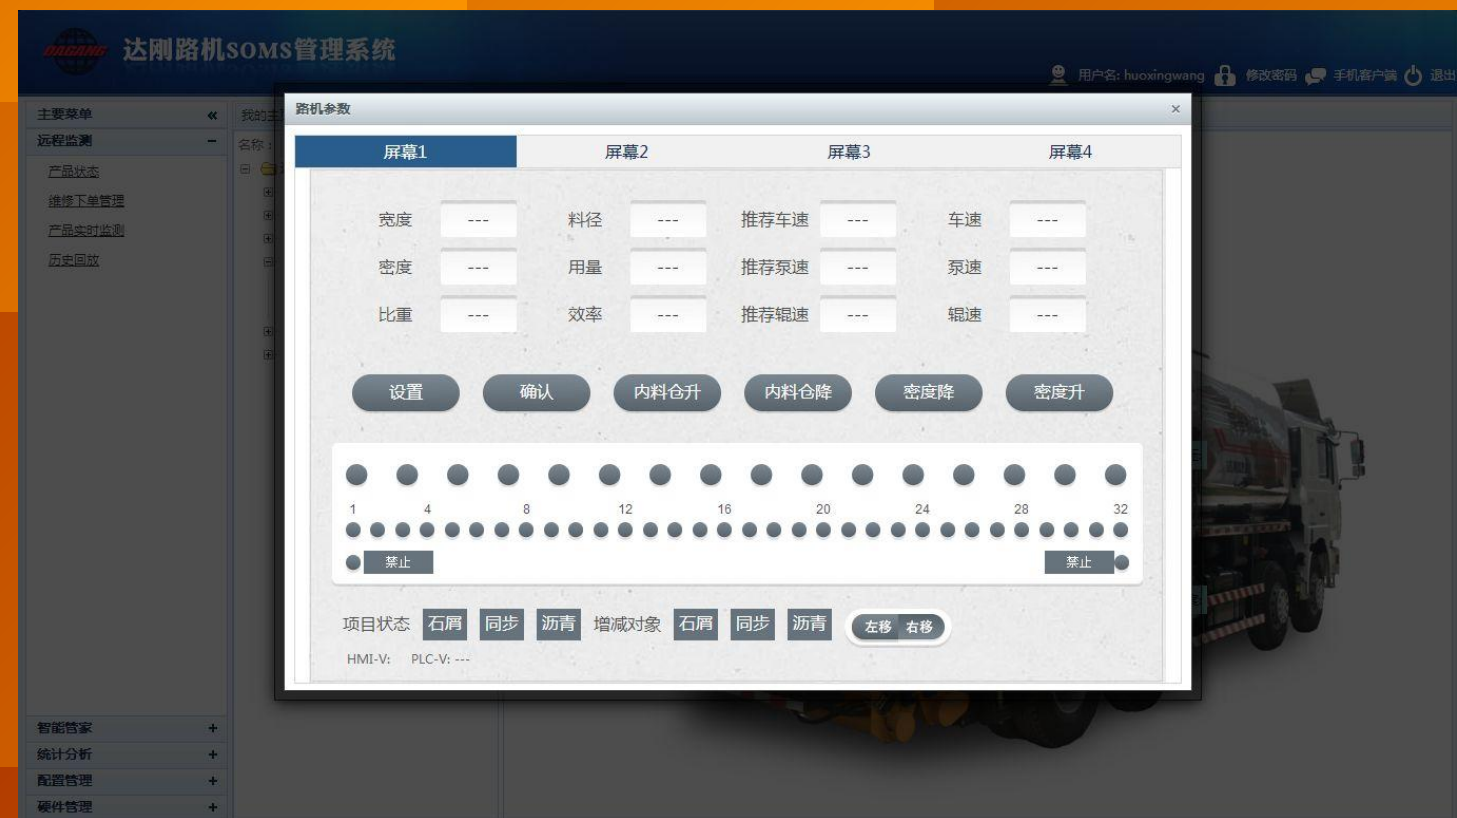 DAGANG 达刚路机SOMS管理系统
用户名: huoxingwang 修改密码 手机客户端 退出
主要菜单 «
远程监测 −
产品状态
维修下单管理
产品实时监测
历史回放
智能管家 +
统计分析 +
配置管理 +
硬件管理 +
我的主
名称:
路机参数 ×
屏幕1 屏幕2 屏幕3 屏幕4
宽度 --- 料径 --- 推荐车速 --- 车速 ---
密度 --- 用量 --- 推荐泵速 --- 泵速 ---
比重 --- 效率 --- 推荐辊速 --- 辊速 ---
设置 确认 内料仓升 内料仓降 密度降 密度升
1 4 8 12 16 20 24 28 32
禁止 禁止
项目状态 石屑 同步 沥青 增减对象 石屑 同步 沥青 左移 右移
HMI-V: PLC-V: ---